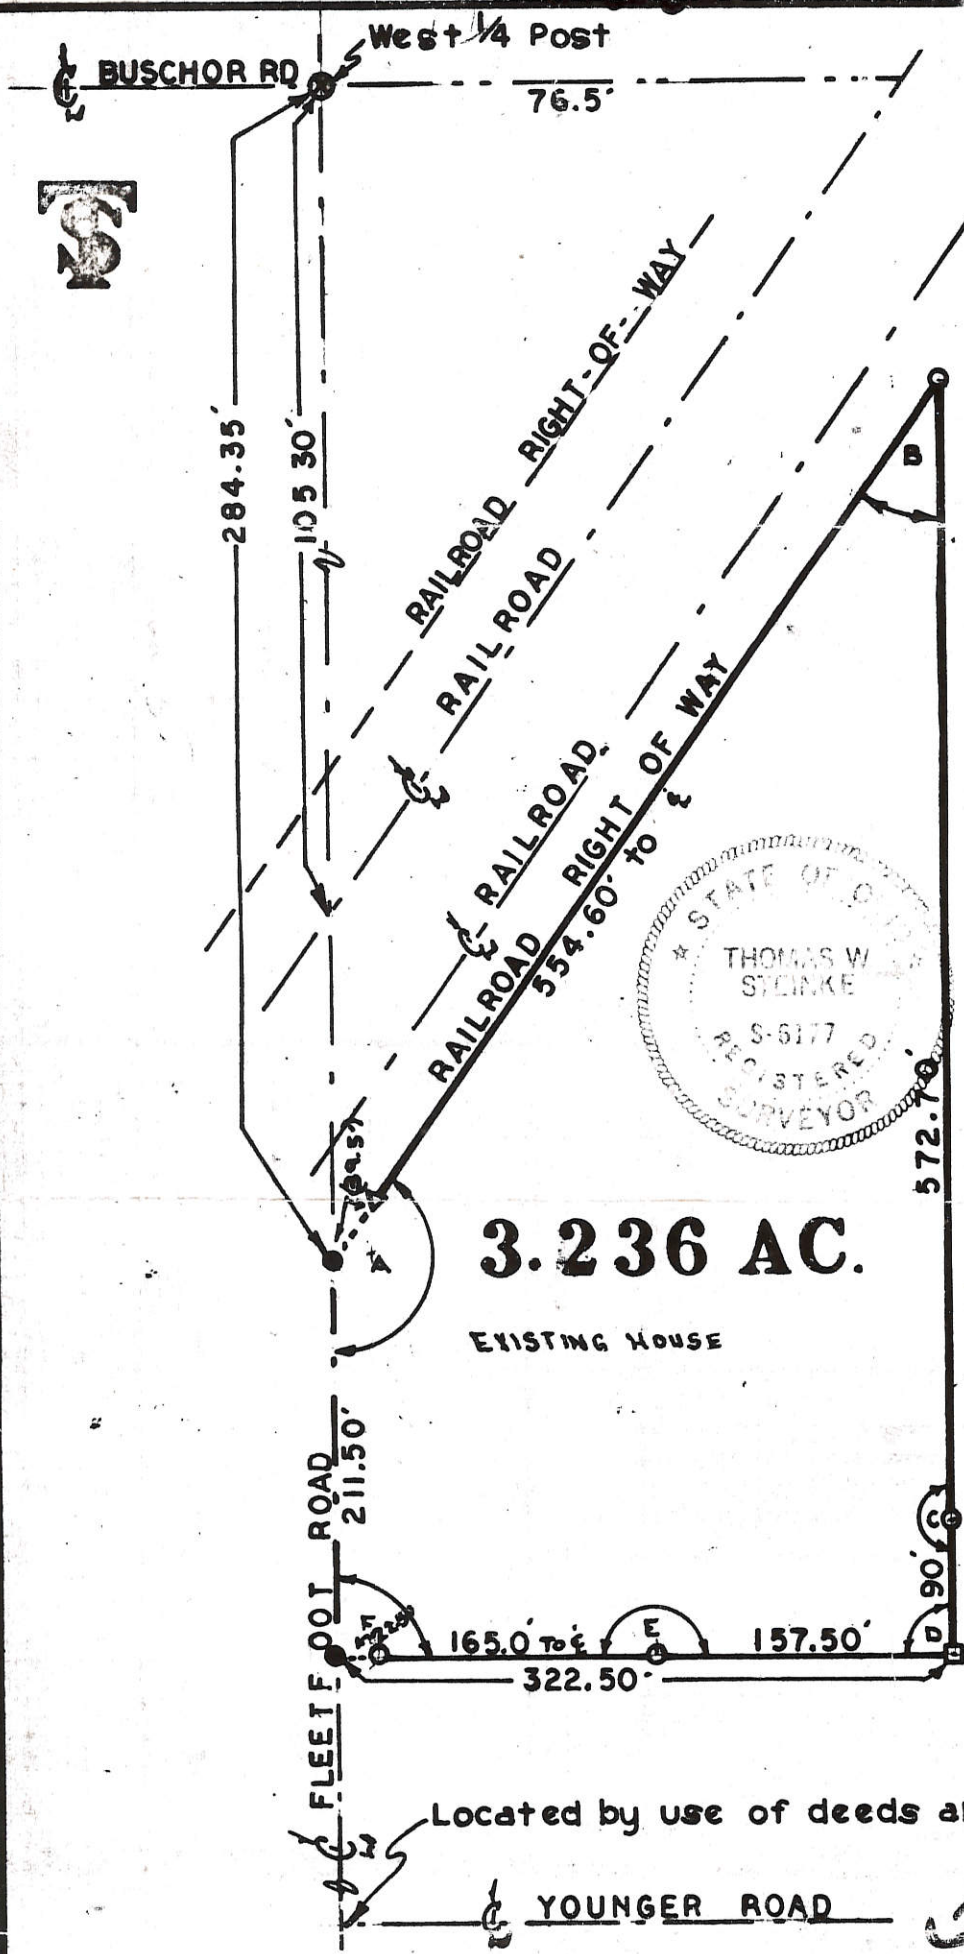 West 1/4 Post
℄ BUSCHOR RD
76.5'
TS
284.35'
105.30'
RAILROAD RIGHT-OF-WAY
℄ RAILROAD
℄ RAILROAD
RAILROAD RIGHT OF WAY
554.60' to ℄
B
STATE OF
THOMAS W
STEINKE
S-6177
REGISTERED
SURVEYOR
572.70'
A
3.236 AC.
EXISTING HOUSE
211.50'
℄ FLEETFOOT ROAD
C
90'
D
F
165.0' TO ℄
E
157.50'
322.50'
Located by use of deeds
℄ YOUNGER ROAD